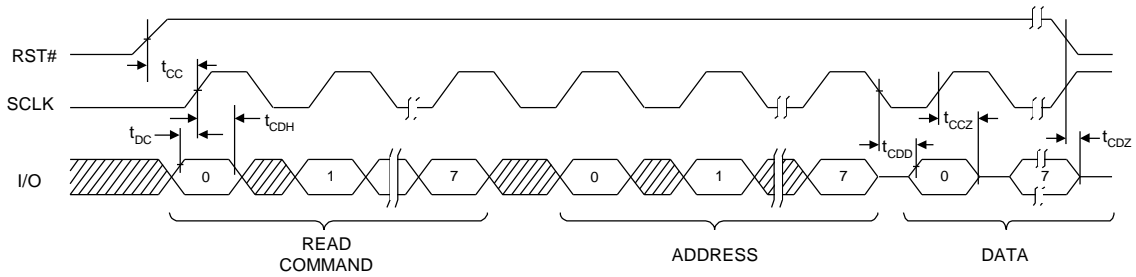 RST#
t_CC
SCLK
t_DC
t_CDH
t_CCZ
t_CDD
t_CDZ
I/O
0 1 7 0 1 7 0 7
READ
COMMAND
ADDRESS
DATA